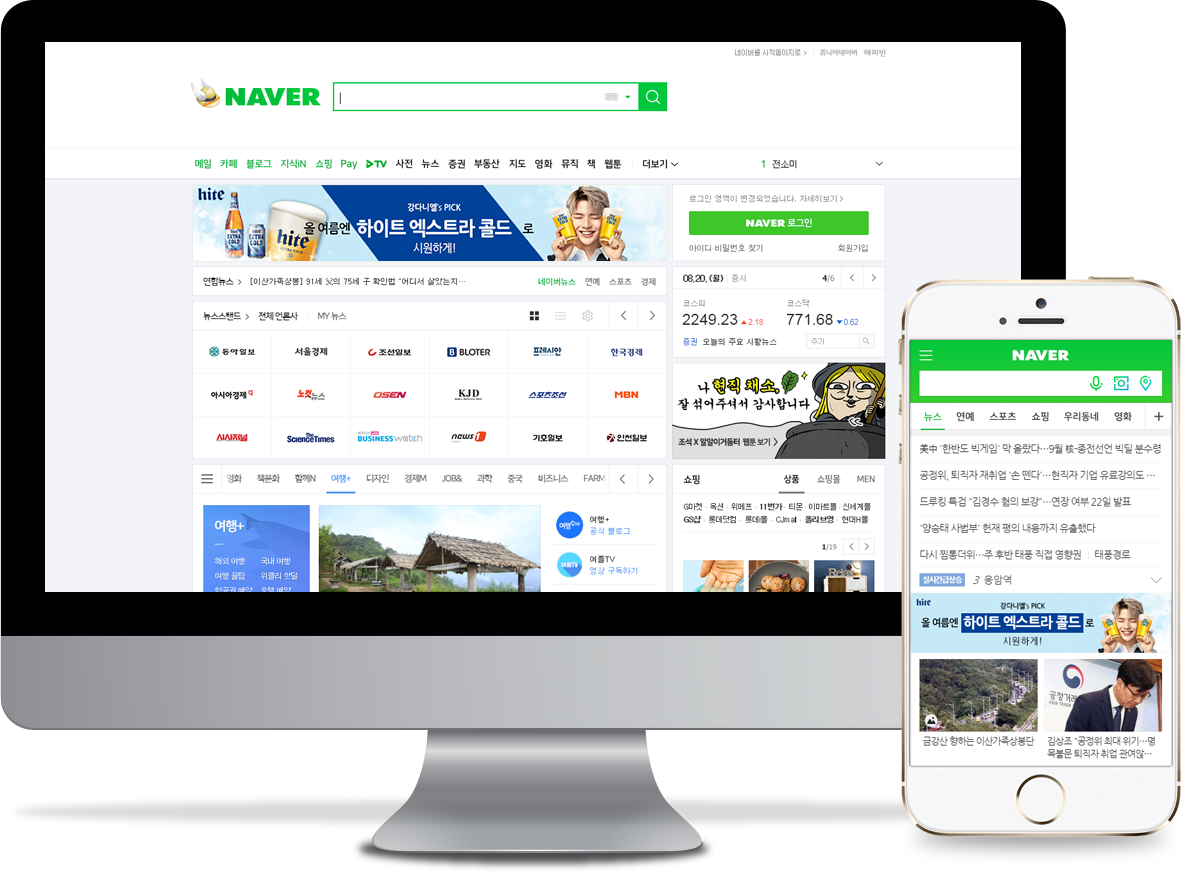 네이버를 시작페이지로 > 쥬니어네이버 해피빈
NAVER
메일 카페 블로그 지식iN 쇼핑 Pay TV 사전 뉴스 증권 부동산 지도 영화 뮤직 책 웹툰 더보기
1 전소미
hite
강다니엘's PICK
올 여름엔 하이트 엑스트라 콜드 로
시원하게!
로그인 영역이 변경되었습니다. 자세히보기 >
NAVER 로그인
아이디·비밀번호 찾기 회원가입
연합뉴스 > [이산가족상봉] 91세 父의 75세 子 확인법 "어디서 살았는지…
네이버뉴스 연예 스포츠 경제
08.20. (월) 증시 4/6
코스피 코스닥
2249.23 ▲2.18 771.68 ▼0.62
증권 오늘의 주요 시황뉴스 주가
뉴스스탠드 > 전체 언론사 MY 뉴스
동아일보 서울경제 조선일보 BLOTER 프레시안 한국경제
아시아경제 노컷뉴스 OSEN KJD 스포츠조선 MBN
시사저널 The Science Times BUSINESS watch news1 기호일보 인천일보
나 현직 채소,
잘 섞어주셔서 감사합니다
조석 X 알알이거둠터 웹툰 보기 >
영화 책문화 함께N 여행+ 디자인 경제M JOB& 과학 중국 비즈니스 FARM
여행+
해외 여행 국내 여행
여행 꿀팁 위클리 핫딜
항공권 예약 호텔 예약
여행+
공식 블로그
여플TV
영상 구독하기
쇼핑 상품 쇼핑몰 MEN
G마켓 · 옥션 · 위메프 · 11번가 · 티몬 · 이마트몰 · 신세계몰
GS샵 · 롯데닷컴 · 롯데i몰 · CJmall · 올리브영 · 현대H몰
1/19
NAVER
뉴스 연예 스포츠 쇼핑 우리동네 영화 +
美中 '한반도 빅게임' 막 올랐다…9월 核-종전선언 빅딜 분수령
공정위, 퇴직자 재취업 '손 뗀다'…현직자 기업 유료강의도 …
드루킹 특검 "김경수 혐의 보강"…연장 여부 22일 발표
'양승태 사법부' 헌재 평의 내용까지 유출했다
다시 찜통더위…주 후반 태풍 직접 영향권 | 태풍경로
실시간급상승 3 응암역
hite
강다니엘's PICK
올 여름엔 하이트 엑스트라 콜드 로
시원하게!
공정거래
FAIR TRADE
금강산 향하는 이산가족상봉단
김상조 "공정위 최대 위기…명
목불문 퇴직자 취업 관여않…